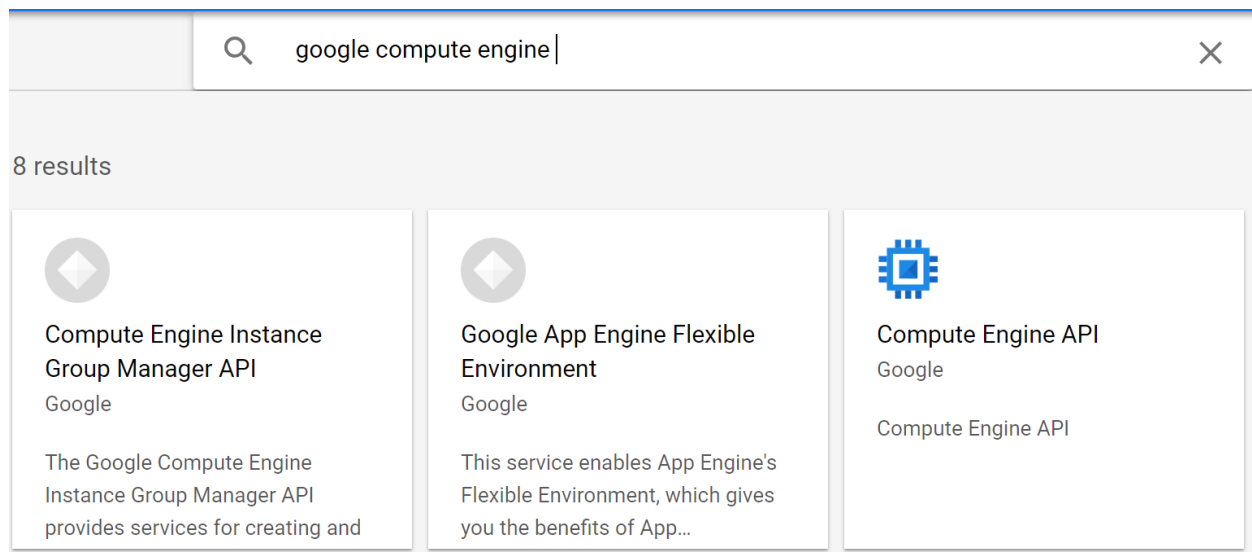 google compute engine
8 results
Compute Engine Instance
Group Manager API
Google
The Google Compute Engine
Instance Group Manager API
provides services for creating and
Google App Engine Flexible
Environment
Google
This service enables App Engine's
Flexible Environment, which gives
you the benefits of App...
Compute Engine API
Google
Compute Engine API